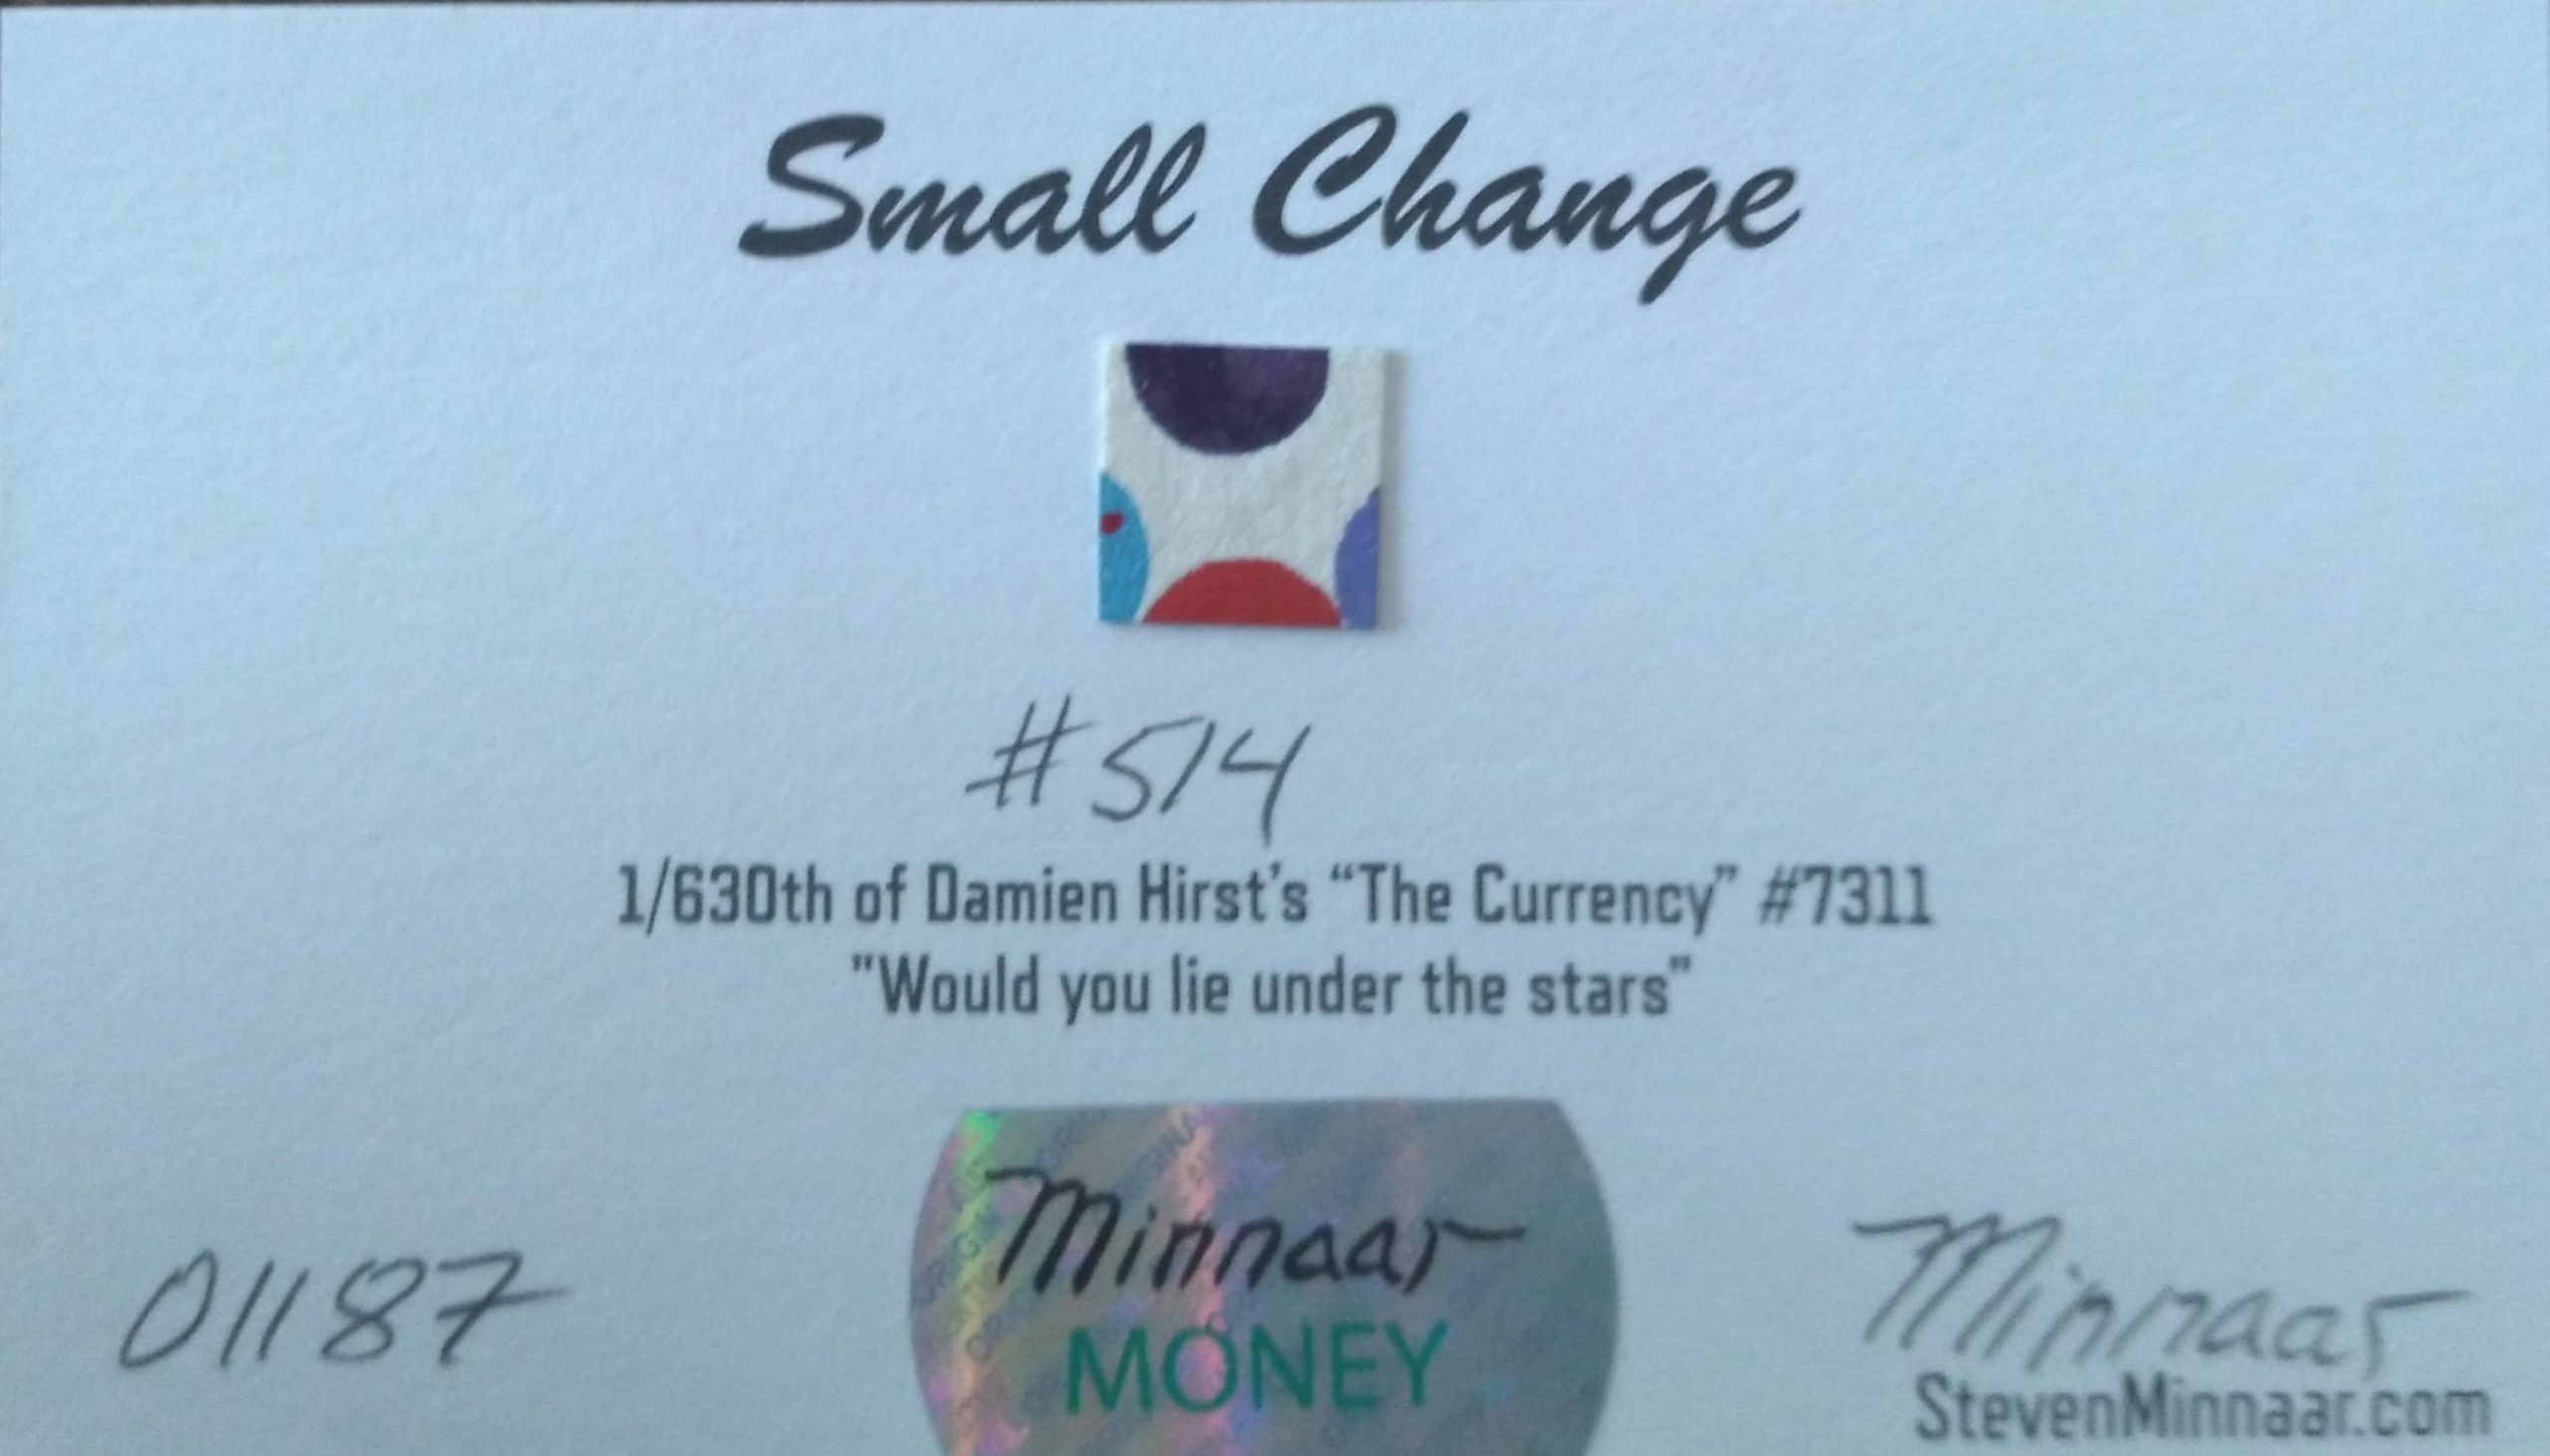 Small Change
#514
1/630th of Damien Hirst's “The Currency” #7311
"Would you lie under the stars"
Minnaar
MONEY
01187
Minnaar
StevenMinnaar.com